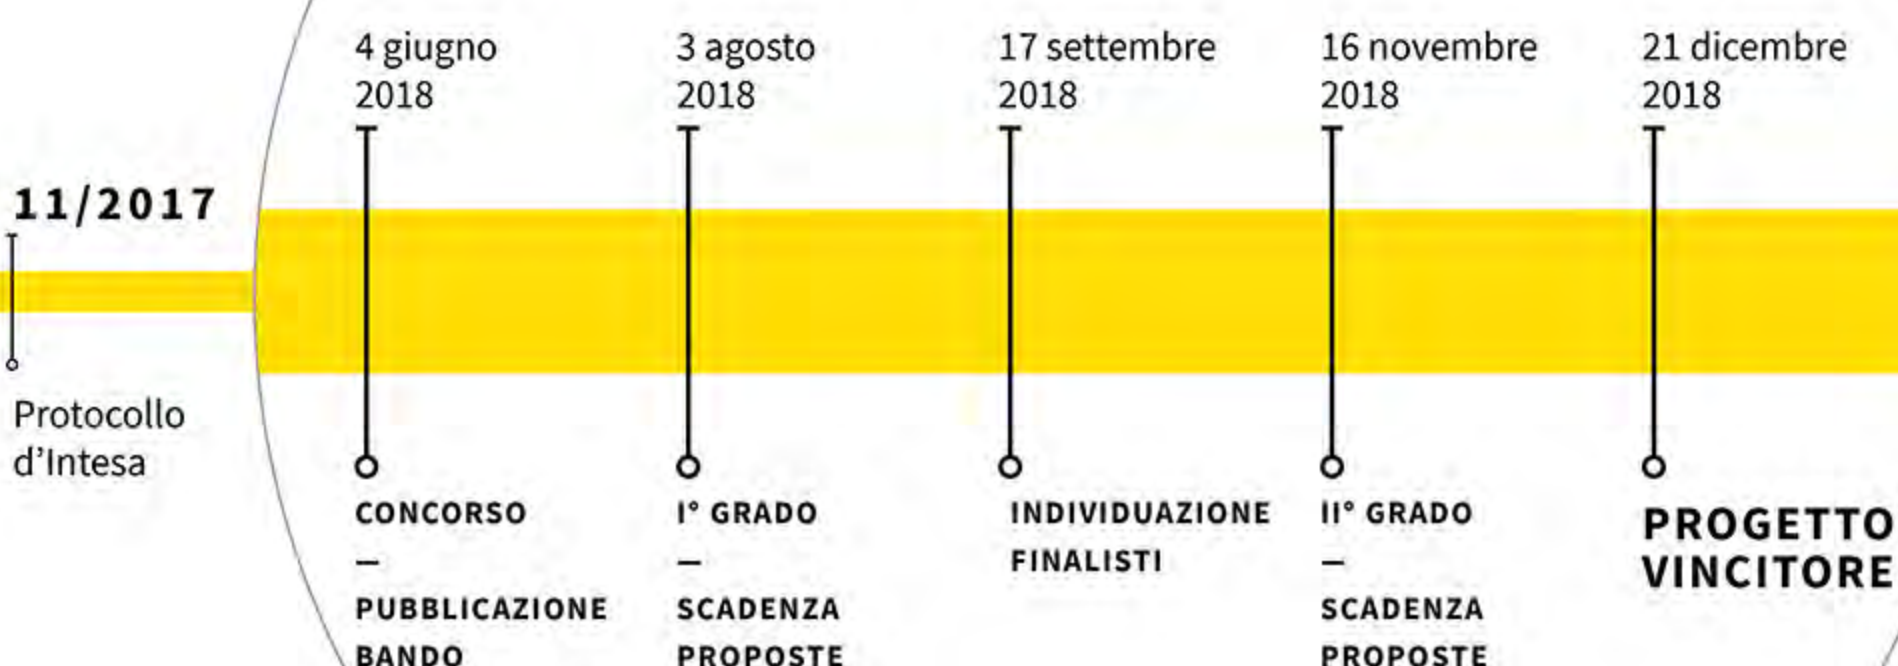 11/2017
Protocollo
d’Intesa
4 giugno
2018
CONCORSO
—
PUBBLICAZIONE
BANDO
3 agosto
2018
I° GRADO
—
SCADENZA
PROPOSTE
17 settembre
2018
INDIVIDUAZIONE
FINALISTI
16 novembre
2018
II° GRADO
—
SCADENZA
PROPOSTE
21 dicembre
2018
PROGETTO
VINCITORE